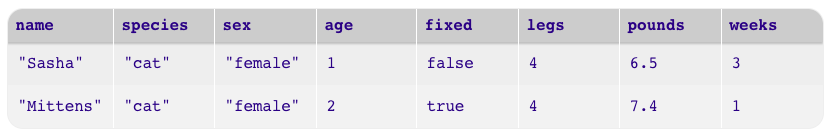 name species sex age fixed legs pounds weeks
"Sasha" "cat" "female" 1 false 4 6.5 3
"Mittens" "cat" "female" 2 true 4 7.4 1